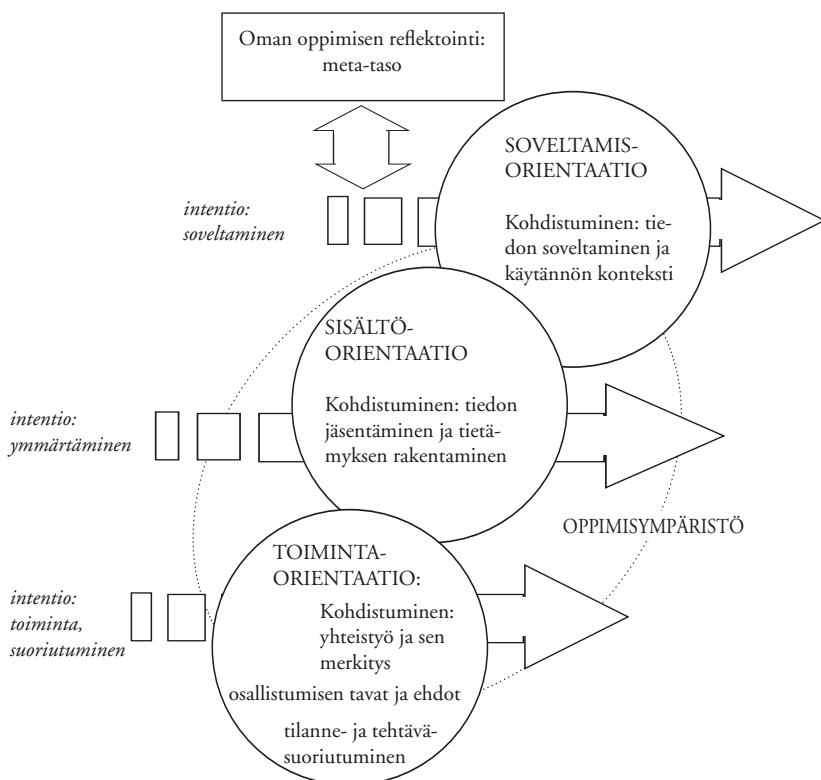 Oman oppimisen reflektointi:
meta-taso
SOVELTAMIS-
ORIENTAATIO
Kohdistuminen: tie-
don soveltaminen ja
käytännön konteksti
intentio:
soveltaminen
SISÄLTÖ-
ORIENTAATIO
Kohdistuminen: tiedon
jäsentäminen ja tietä-
myksen rakentaminen
intentio:
ymmärtäminen
OPPIMISYMPÄRISTÖ
TOIMINTA-
ORIENTAATIO:
Kohdistuminen:
yhteistyö ja sen
merkitys
osallistumisen tavat ja ehdot
tilanne- ja tehtävä-
suoriutuminen
intentio:
toiminta,
suoriutuminen